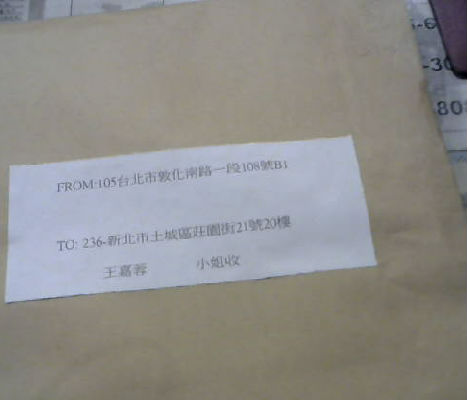 FROM:105台北市敦化南路一段108號B1
TO: 236-新北市土城區莊園街21號20樓
王嘉蓉 小姐收